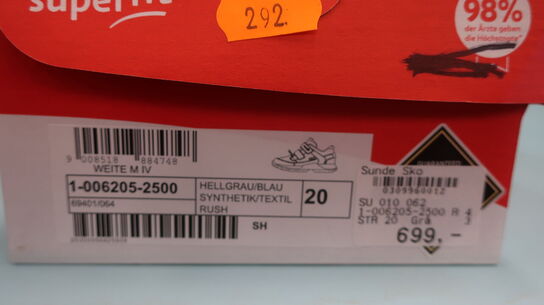 superfit
292.
98%
der Ärzte geben
die Höchstnote
9 008518 884748
WEITE M IV
1-006205-2500
69401/064
HELLGRAU/BLAU
SYNTHETIK/TEXTIL
RUSH
20
SH
GUARANTEED
Sunde Sko
0309960012
SU 010 062
1-006205-2500 R 4
STR 20 Grå 3
699,-